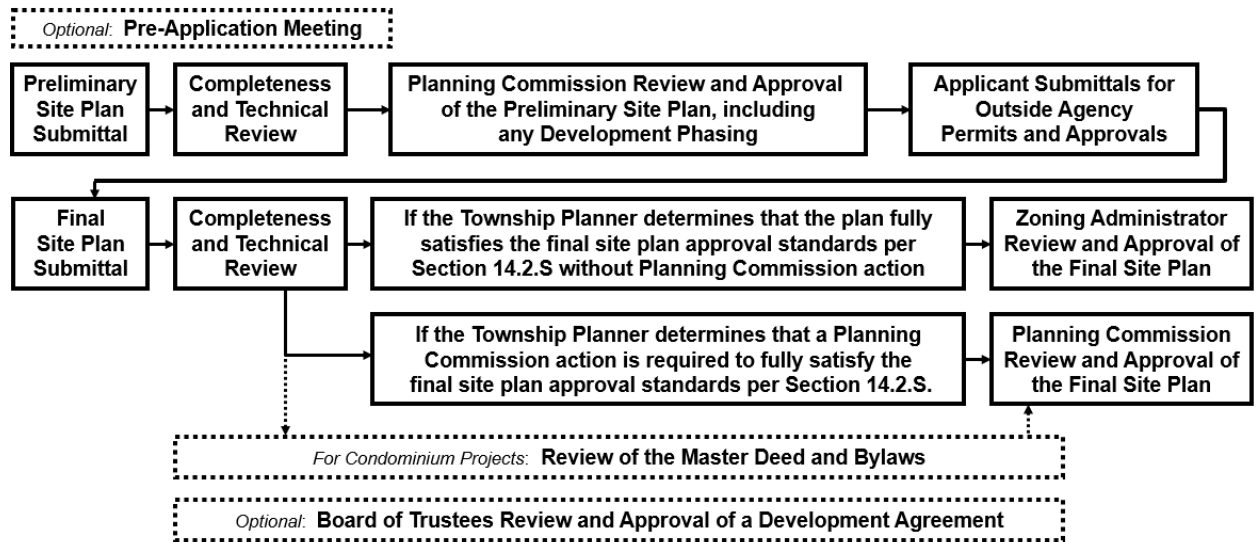 Optional: Pre-Application Meeting
Preliminary
Site Plan
Submittal
Completeness
and Technical
Review
Planning Commission Review and Approval
of the Preliminary Site Plan, including
any Development Phasing
Applicant Submittals for
Outside Agency
Permits and Approvals
Final
Site Plan
Submittal
Completeness
and Technical
Review
If the Township Planner determines that the plan fully
satisfies the final site plan approval standards per
Section 14.2.S without Planning Commission action
Zoning Administrator
Review and Approval of
the Final Site Plan
If the Township Planner determines that a Planning
Commission action is required to fully satisfy the
final site plan approval standards per Section 14.2.S.
Planning Commission
Review and Approval of
the Final Site Plan
For Condominium Projects: Review of the Master Deed and Bylaws
Optional: Board of Trustees Review and Approval of a Development Agreement